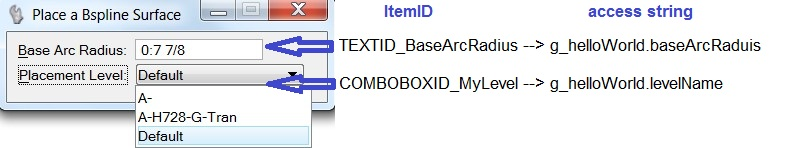 Place a Bspline Surface
ItemID access string
Base Arc Radius: 0:7 7/8 TEXTID_BaseArcRadius --> g_helloWorld.baseArcRaduis
Placement Level: Default COMBOBOXID_MyLevel --> g_helloWorld.levelName
A-
A-H728-G-Tran
Default